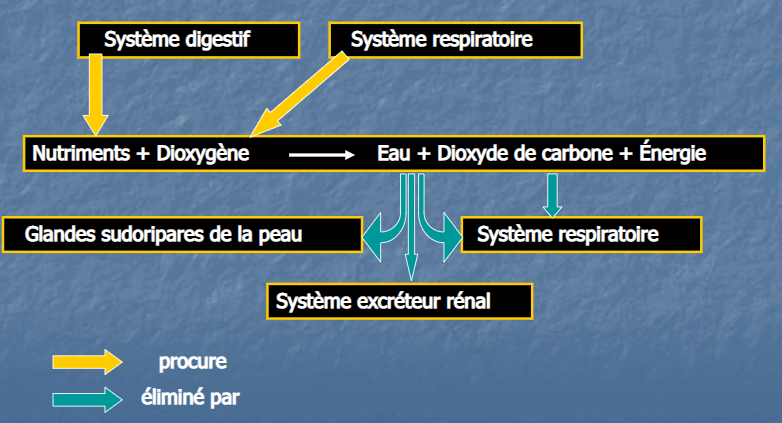 Système digestif
Système respiratoire
Nutriments + Dioxygène
Eau + Dioxyde de carbone + Énergie
Glandes sudoripares de la peau
Système respiratoire
Système excréteur rénal
procure
éliminé par